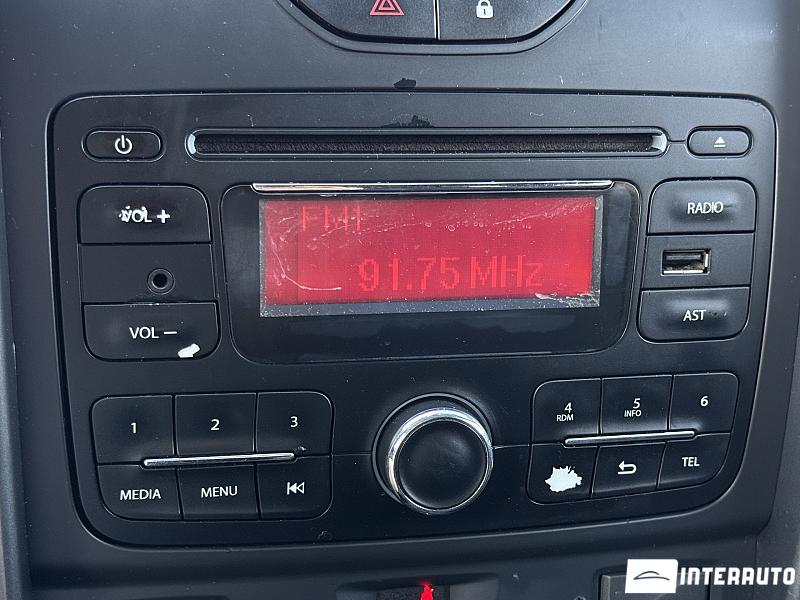 VOL +
FM1
91.75 MHz
RADIO
VOL —
AST
1
2
3
4
RDM
5
INFO
6
MEDIA
MENU
TEL
INTERAUTO